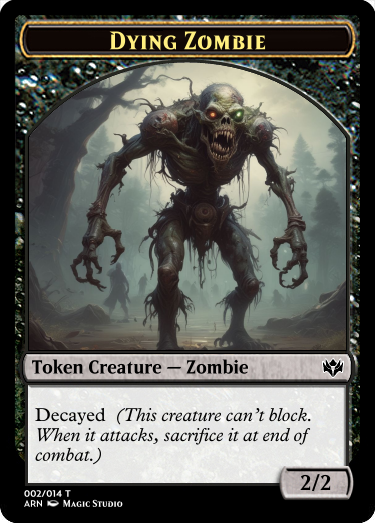 Dying Zombie
Token Creature — Zombie
Decayed (This creature can't block.
When it attacks, sacrifice it at end of
combat.)
2/2
002/014 T
ARN Magic Studio